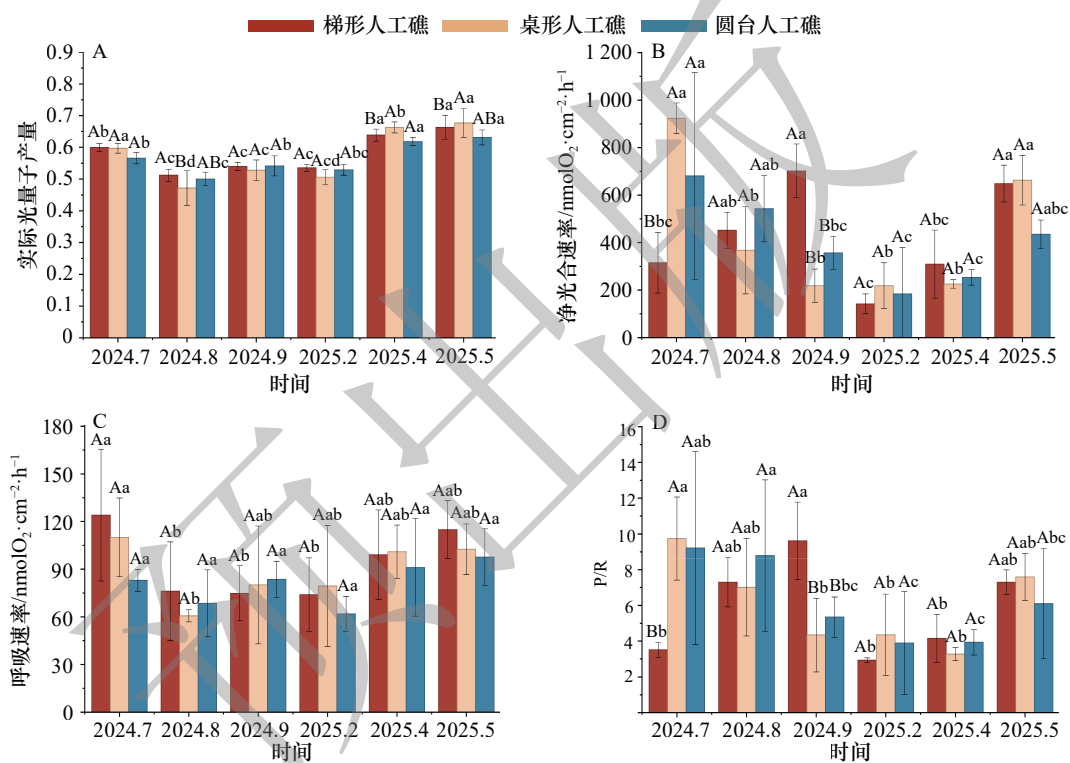 梯形人工礁 桌形人工礁 圆台人工礁
A
实际光量子产量
0.9
0.8
0.7
0.6
0.5
0.4
0.3
0.2
0.1
0
Ab Aa Ab
Ac Bd ABc
Ac Ac Ab
Ac Acd Abc
Ba Ab Aa
Ba Aa ABa
2024.7 2024.8 2024.9 2025.2 2025.4 2025.5
时间
B
净光合速率/nmolO₂·cm⁻²·h⁻¹
1 200
1 000
800
600
400
200
0
Bbc Aa Aa
Aab Ab Aab
Aa Bb Bbc
Ac Ab Ac
Abc Ab Ac
Aa Aa Aabc
2024.7 2024.8 2024.9 2025.2 2025.4 2025.5
时间
C
呼吸速率/nmolO₂·cm⁻²·h⁻¹
180
150
120
90
60
30
0
Aa Aa Aa
Ab Ab Aa
Ab Aab Aa
Ab Aab Aa
Aab Aab Aa
Aab Aab Aa
2024.7 2024.8 2024.9 2025.2 2025.4 2025.5
时间
D
P/R
16
14
12
10
8
6
4
2
Bb Aa Aab
Aab Aab Aa
Aa Bb Bbc
Ab Ab Ac
Ab Ab Ac
Aab Aab Abc
2024.7 2024.8 2024.9 2025.2 2025.4 2025.5
时间
预出版